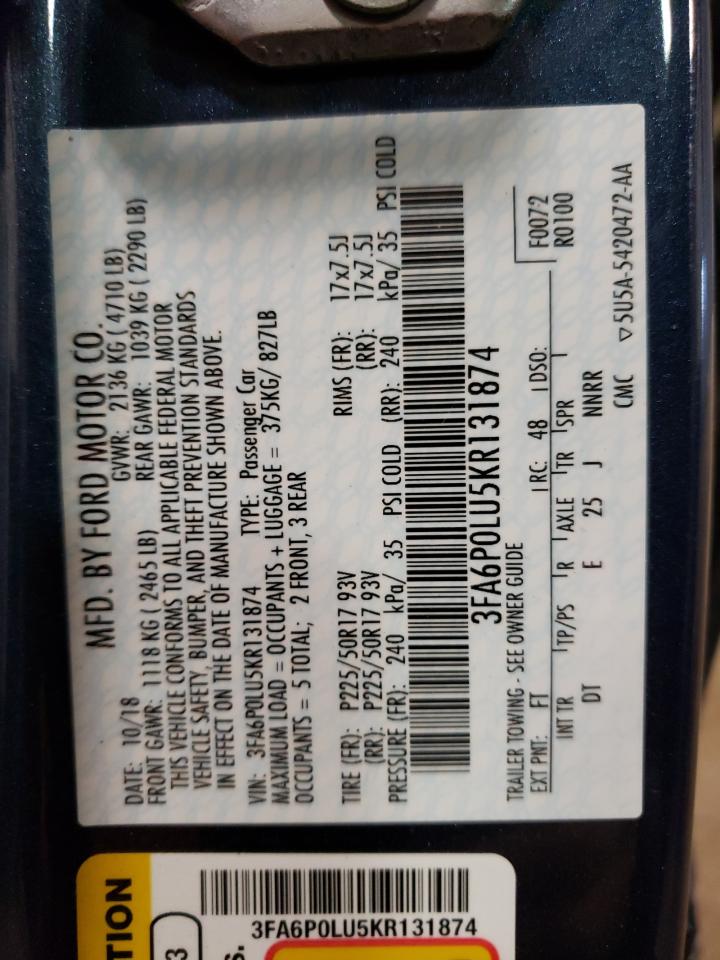 MFD. BY FORD MOTOR CO.
DATE: 10/18 GVWR: 2136 KG ( 4710 LB)
FRONT GAWR: 1118 KG ( 2465 LB) REAR GAWR: 1039 KG ( 2290 LB)
THIS VEHICLE CONFORMS TO ALL APPLICABLE FEDERAL MOTOR
VEHICLE SAFETY, BUMPER, AND THEFT PREVENTION STANDARDS
IN EFFECT ON THE DATE OF MANUFACTURE SHOWN ABOVE.
VIN: 3FA6P0LU5KR131874 TYPE: Passenger Car
MAXIMUM LOAD = OCCUPANTS + LUGGAGE = 375KG/ 827LB
OCCUPANTS = 5 TOTAL; 2 FRONT, 3 REAR
TIRE (FR): P225/50R17 93V RIMS (FR): 17x7.5J
(RR): P225/50R17 93V (RR): 17x7.5J
PRESSURE (FR): 240 kPa/ 35 PSI COLD (RR): 240 kPa/ 35 PSI COLD
3FA6P0LU5KR131874
TRAILER TOWING - SEE OWNER GUIDE
F0072
R0100
EXT PNT: FT RC: 48 DSO:
INT TR TP/PS R AXLE TR SPR
DT E 25 J NNRR
CMC ▽5U5A-5420472-AA
TION
3
S.
3FA6P0LU5KR131874